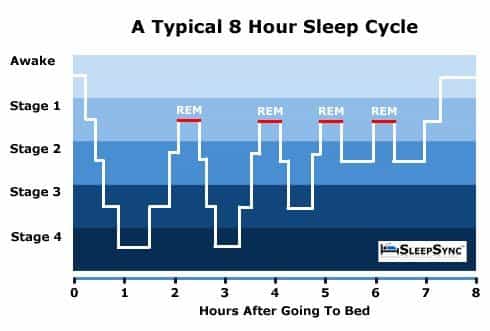 A Typical 8 Hour Sleep Cycle
Awake
Stage 1
REM REM REM REM
Stage 2
Stage 3
Stage 4
SLEEPSYNC
0 1 2 3 4 5 6 7 8
Hours After Going To Bed